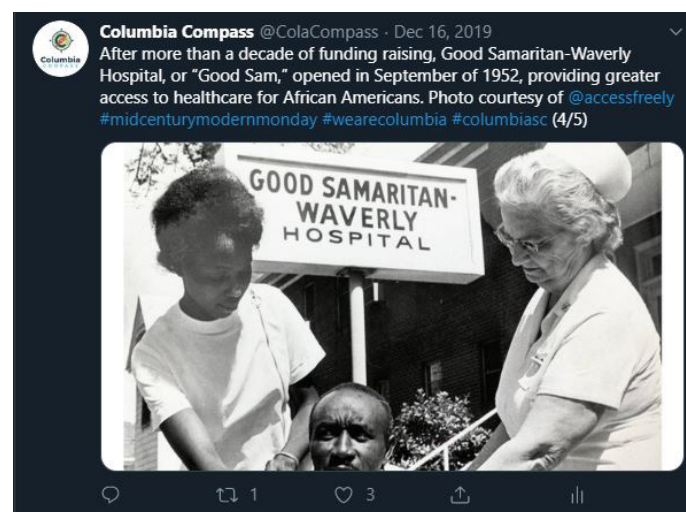 Columbia Compass @ColaCompass · Dec 16, 2019
After more than a decade of funding raising, Good Samaritan-Waverly
Hospital, or “Good Sam,” opened in September of 1952, providing greater
access to healthcare for African Americans. Photo courtesy of @accessfreely
#midcenturymodernmonday #wearecolumbia #columbiasc (4/5)
Columbia
COMPASS
GOOD SAMARITAN-
WAVERLY
HOSPITAL
1
3